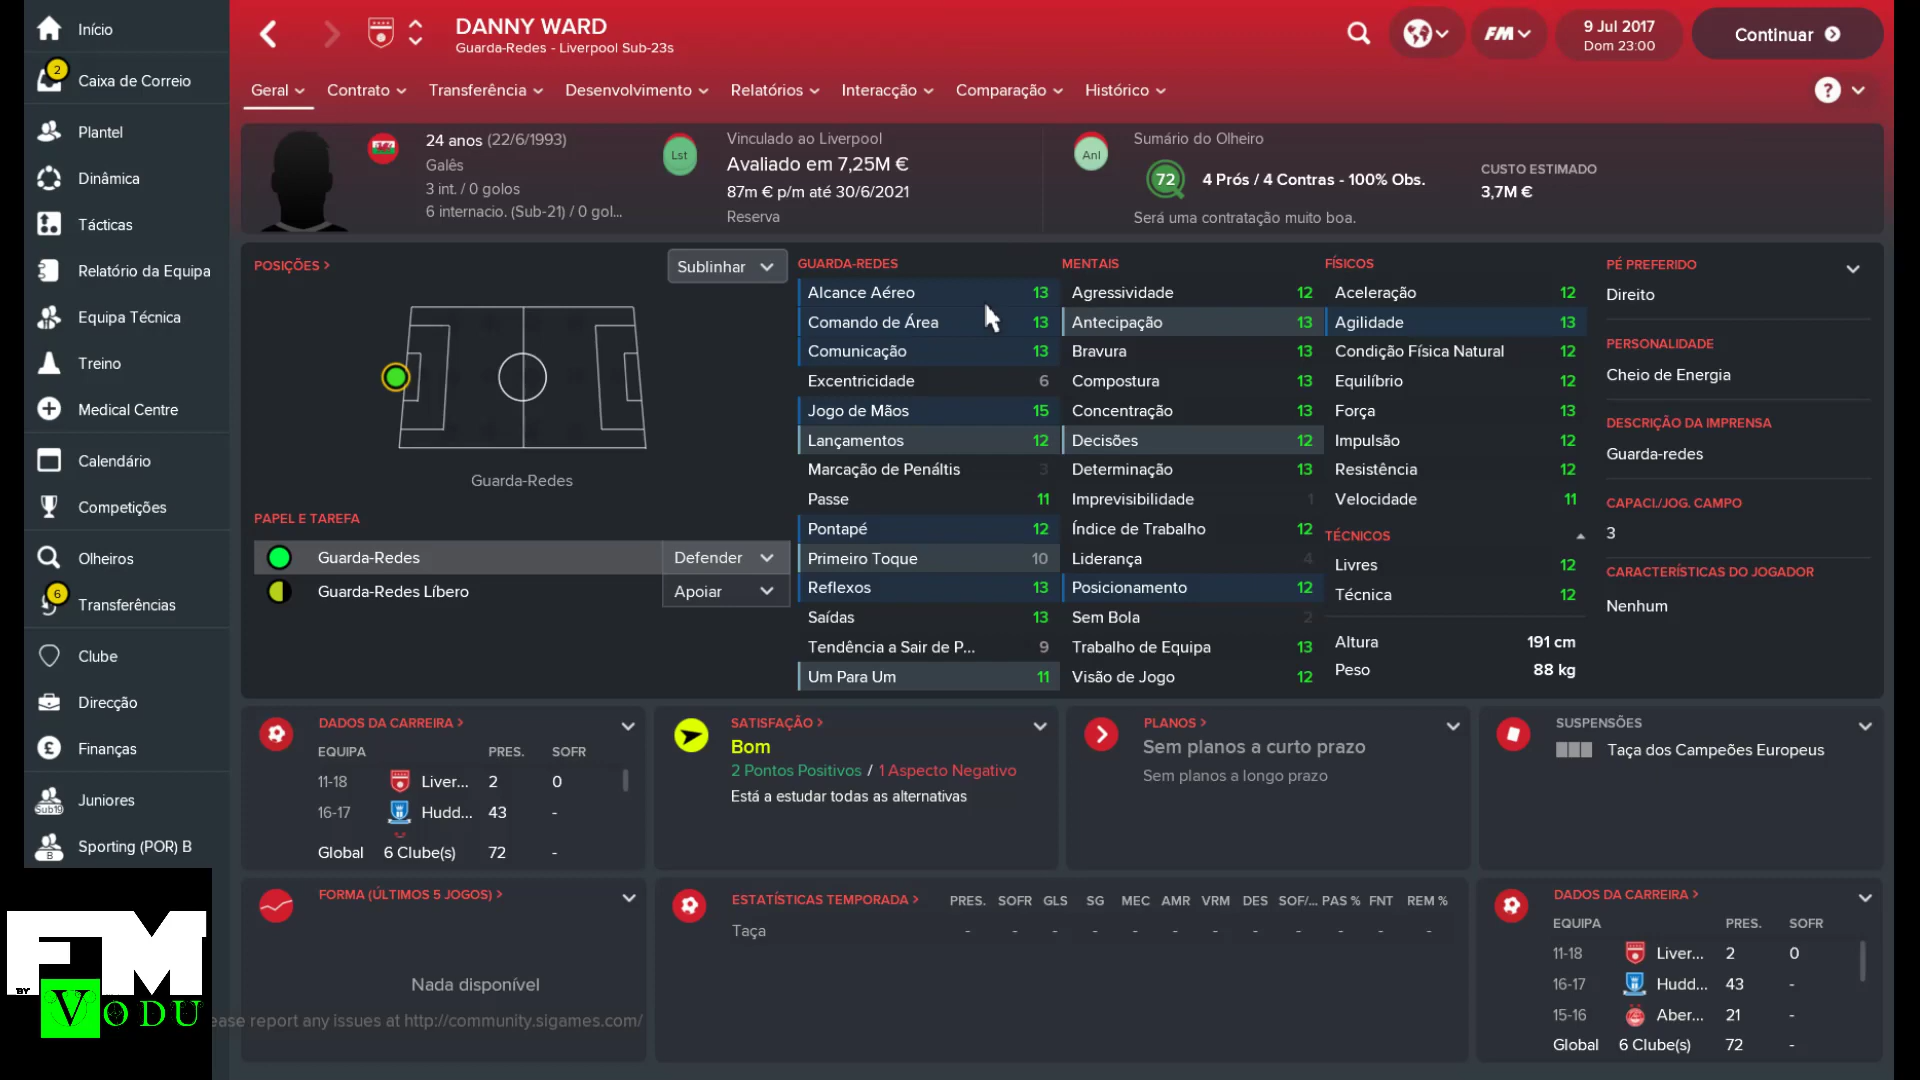 Início
2
Caixa de Correio
Plantel
Dinâmica
Tácticas
Relatório da Equipa
Equipa Técnica
Treino
Medical Centre
Calendário
Competições
Olheiros
6
Transferências
Clube
Direcção
Finanças
Sub19
Juniores
B
Sporting (POR) B
FM
BY
VODU
DANNY WARD
Guarda-Redes - Liverpool Sub-23s
FM
9 Jul 2017
Dom 23:00
Continuar
Geral
Contrato
Transferência
Desenvolvimento
Relatórios
Interacção
Comparação
Histórico
?
24 anos (22/6/1993)
Galês
3 int. / 0 golos
6 internacio. (Sub-21) / 0 gol...
Lst
Vinculado ao Liverpool
Avaliado em 7,25M €
87m € p/m até 30/6/2021
Reserva
Anl
Sumário do Olheiro
72
4 Prós / 4 Contras - 100% Obs.
Será uma contratação muito boa.
CUSTO ESTIMADO
3,7M €
POSIÇÕES >
Sublinhar
Guarda-Redes
PAPEL E TAREFA
Guarda-Redes Defender
Guarda-Redes Líbero Apoiar
GUARDA-REDES
Alcance Aéreo 13
Comando de Área 13
Comunicação 13
Excentricidade 6
Jogo de Mãos 15
Lançamentos 12
Marcação de Penáltis 3
Passe 11
Pontapé 12
Primeiro Toque 10
Reflexos 13
Saídas 13
Tendência a Sair de P... 9
Um Para Um 11
MENTAIS
Agressividade 12
Antecipação 13
Bravura 13
Compostura 13
Concentração 13
Decisões 12
Determinação 13
Imprevisibilidade 1
Índice de Trabalho 12
Liderança 4
Posicionamento 12
Sem Bola 2
Trabalho de Equipa 13
Visão de Jogo 12
FÍSICOS
Aceleração 12
Agilidade 13
Condição Física Natural 12
Equilíbrio 12
Força 13
Impulsão 12
Resistência 12
Velocidade 11
TÉCNICOS
Livres 12
Técnica 12
Altura 191 cm
Peso 88 kg
PÉ PREFERIDO
Direito
PERSONALIDADE
Cheio de Energia
DESCRIÇÃO DA IMPRENSA
Guarda-redes
CAPACI./JOG. CAMPO
3
CARACTERÍSTICAS DO JOGADOR
Nenhum
DADOS DA CARREIRA >
EQUIPA PRES. SOFR
11-18 Liver... 2 0
16-17 Hudd... 43 -
Global 6 Clube(s) 72 -
SATISFAÇÃO >
Bom
2 Pontos Positivos / 1 Aspecto Negativo
Está a estudar todas as alternativas
PLANOS >
Sem planos a curto prazo
Sem planos a longo prazo
SUSPENSÕES
Taça dos Campeões Europeus
FORMA (ÚLTIMOS 5 JOGOS) >
Nada disponível
ease report any issues at http://community.sigames.com/
ESTATÍSTICAS TEMPORADA > PRES. SOFR GLS SG MEC AMR VRM DES SOF/... PAS % FNT REM %
Taça - - - - - - - - - - - -
DADOS DA CARREIRA >
EQUIPA PRES. SOFR
11-18 Liver... 2 0
16-17 Hudd... 43 -
15-16 Aber... 21 -
Global 6 Clube(s) 72 -